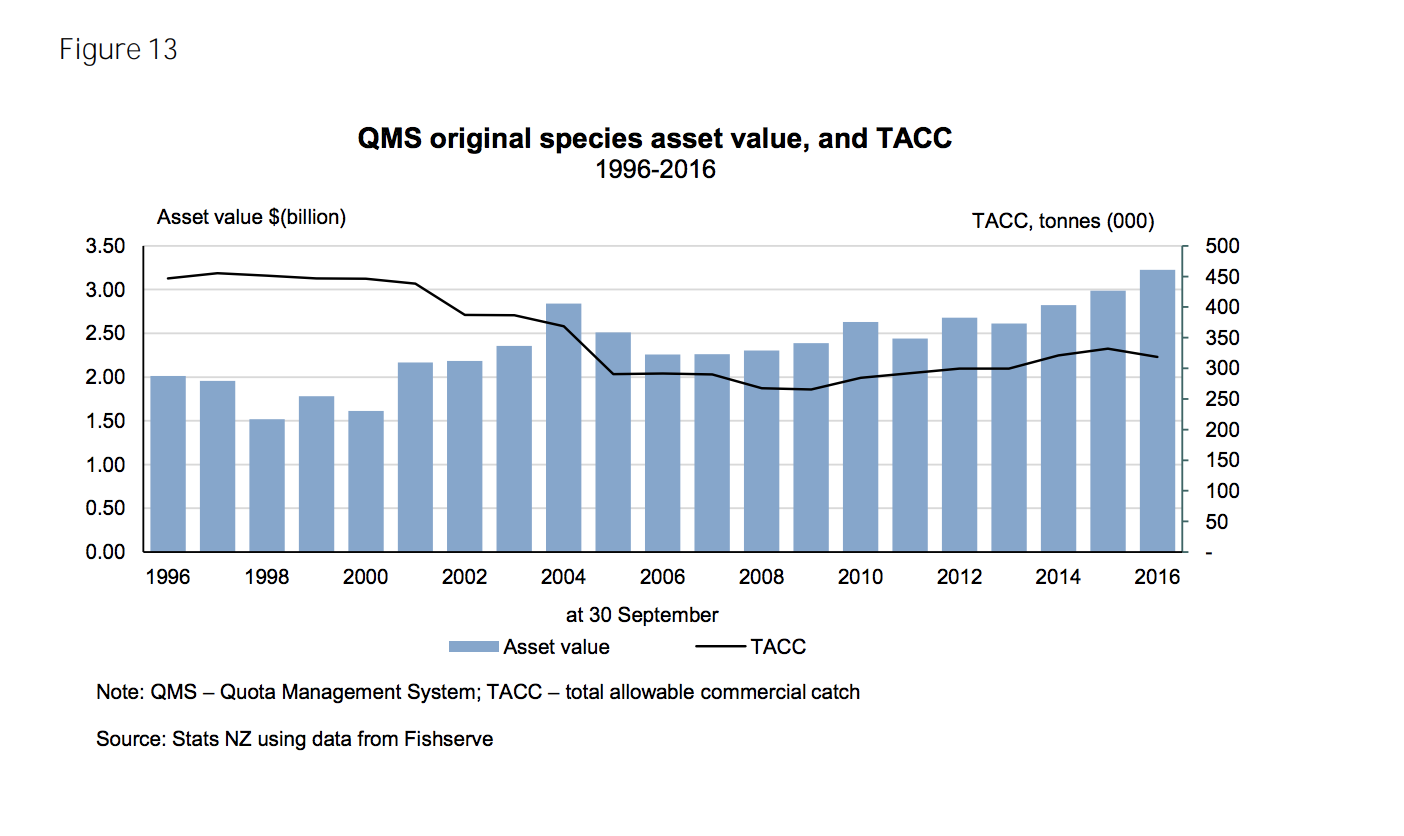 Figure 13
QMS original species asset value, and TACC
1996-2016
Asset value $(billion)
TACC, tonnes (000)
3.50
3.00
2.50
2.00
1.50
1.00
0.50
0.00
500
450
400
350
300
250
200
150
100
50
-
1996 1998 2000 2002 2004 2006 2008 2010 2012 2014 2016
at 30 September
Asset value TACC
Note: QMS – Quota Management System; TACC – total allowable commercial catch
Source: Stats NZ using data from Fishserve